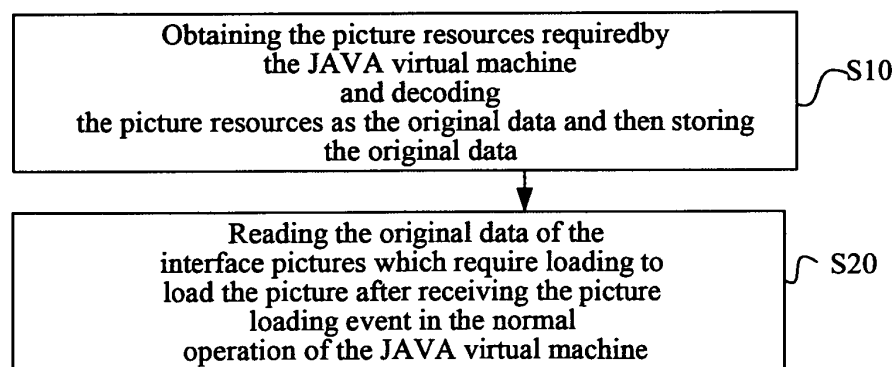 Obtaining the picture resources requiredby
the JAVA virtual machine
and decoding
the picture resources as the original data and then storing
the original data
S10
Reading the original data of the
interface pictures which require loading to
load the picture after receiving the picture
loading event in the normal
operation of the JAVA virtual machine
S20